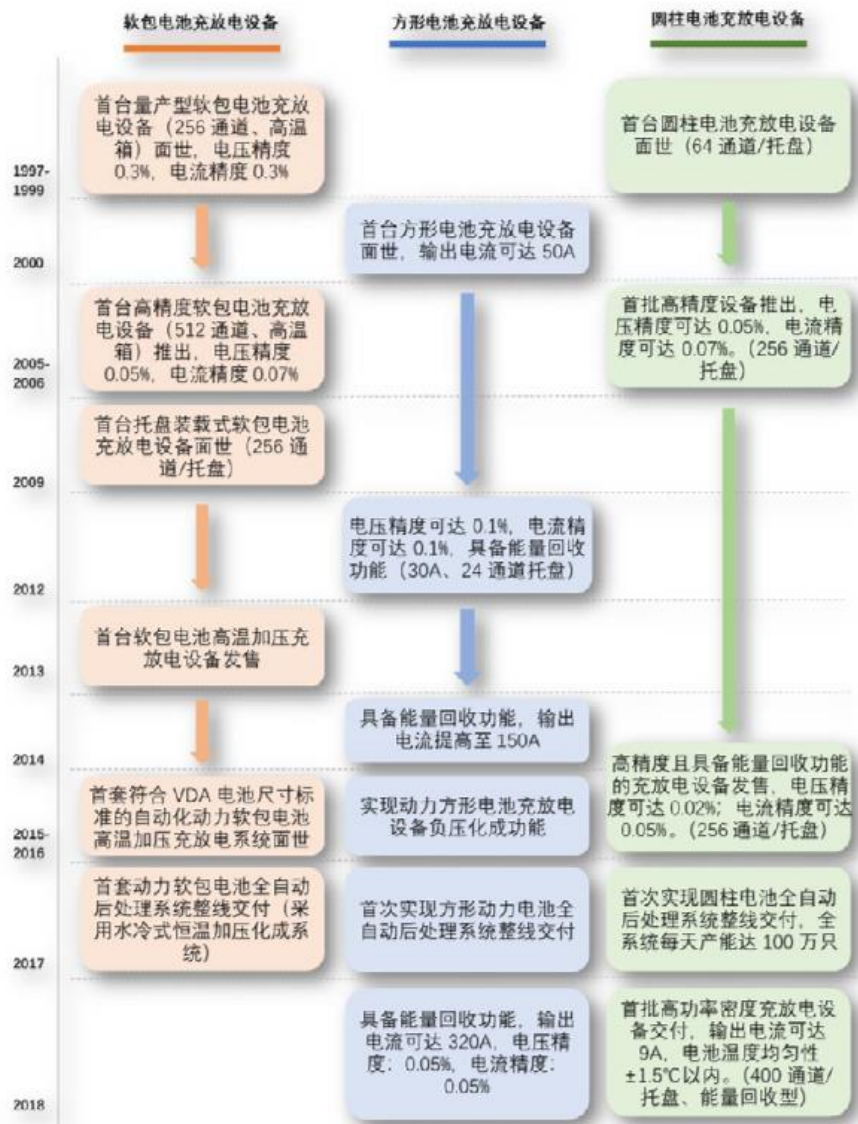 软包电池充放电设备
方形电池充放电设备
圆柱电池充放电设备
首台量产型软包电池充放
电设备（256 通道、高温
箱）面世，电压精度
0.3%，电流精度 0.3%
首台圆柱电池充放电设备
面世（64 通道/托盘）
1997-
1999
首台方形电池充放电设备
面世，输出电流可达 50A
2000
首台高精度软包电池充放
电设备（512 通道、高温
箱）推出，电压精度
0.05%，电流精度 0.07%
首批高精度设备推出，电
压精度可达 0.05%，电流精
度可达 0.07%。（256 通道/
托盘）
2005-
2006
首台托盘装载式软包电池
充放电设备面世（256 通
道/托盘）
2009
电压精度可达 0.1%，电流精
度可达 0.1%，具备能量回收
功能（30A、24 通道托盘）
2012
首台软包电池高温加压充
放电设备发售
2013
具备能量回收功能，输出
电流提高至 150A
2014
高精度且具备能量回收功能
的充放电设备发售，电压精
度可达 0.02%；电流精度可达
0.05%。（256 通道/托盘）
首套符合 VDA 电池尺寸标
准的自动化动力软包电池
高温加压充放电系统面世
实现动力方形电池充放电
设备负压化成功能
2015-
2016
首套动力软包电池全自动
后处理系统整线交付（采
用水冷式恒温加压化成系
统）
首次实现方形动力电池全
自动后处理系统整线交付
首次实现圆柱电池全自动
后处理系统整线交付，全
系统每天产能达 100 万只
2017
具备能量回收功能，输出
电流可达 320A，电压精
度：0.05%，电流精度：
0.05%
首批高功率密度充放电设
备交付，输出电流可达
9A，电池温度均匀性
±1.5℃以内。（400 通道/
托盘、能量回收型）
2018